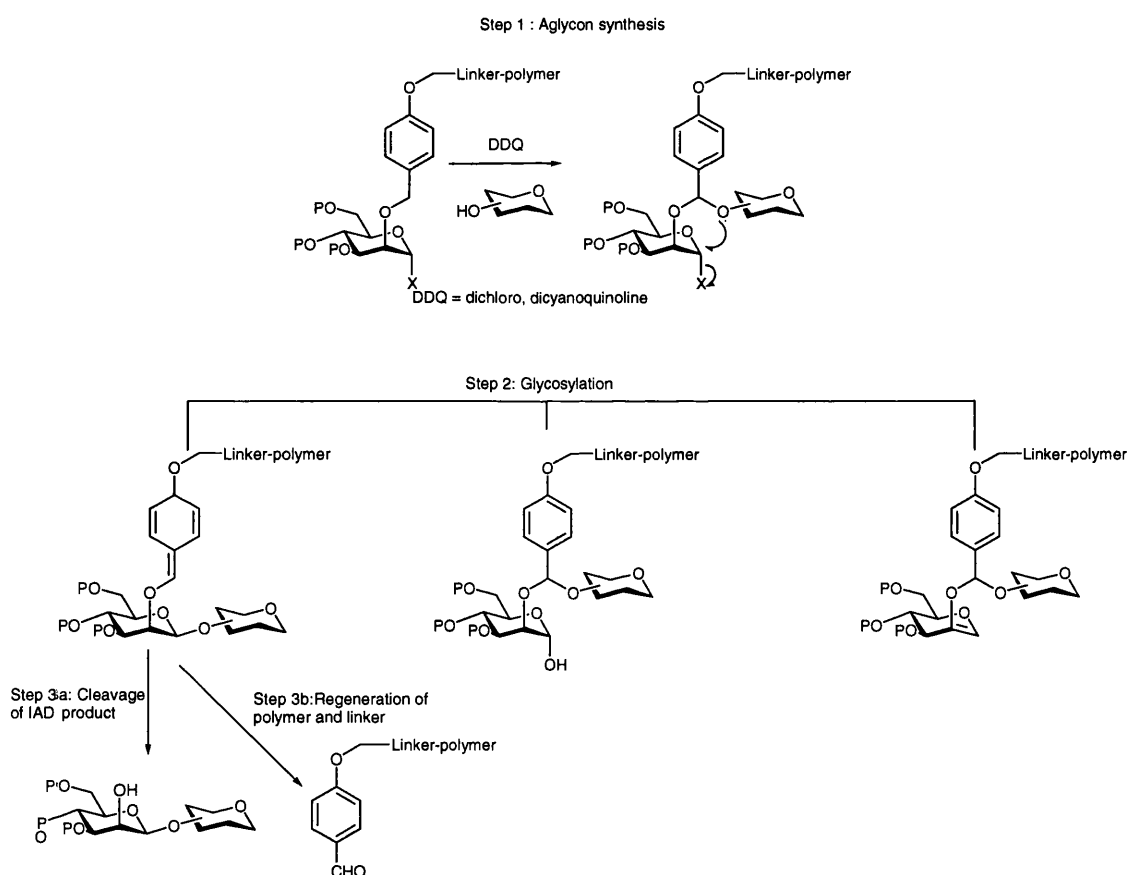 Step 1 : Aglycon synthesis
O Linker-polymer
O Linker-polymer
DDQ
HO O
PO O O
PO PO
X
PO O O O
PO PO O
X
DDQ = dichloro, dicyanoquinoline
Step 2: Glycosylation
O Linker-polymer
O Linker-polymer
O Linker-polymer
PO O O
PO PO O O
PO O O O
PO PO O
OH
PO O O O
PO PO O
Step 3a: Cleavage
of IAD product
Step 3b:Regeneration of
polymer and linker
O Linker-polymer
P'O OH O O
P
O PO O
CHO